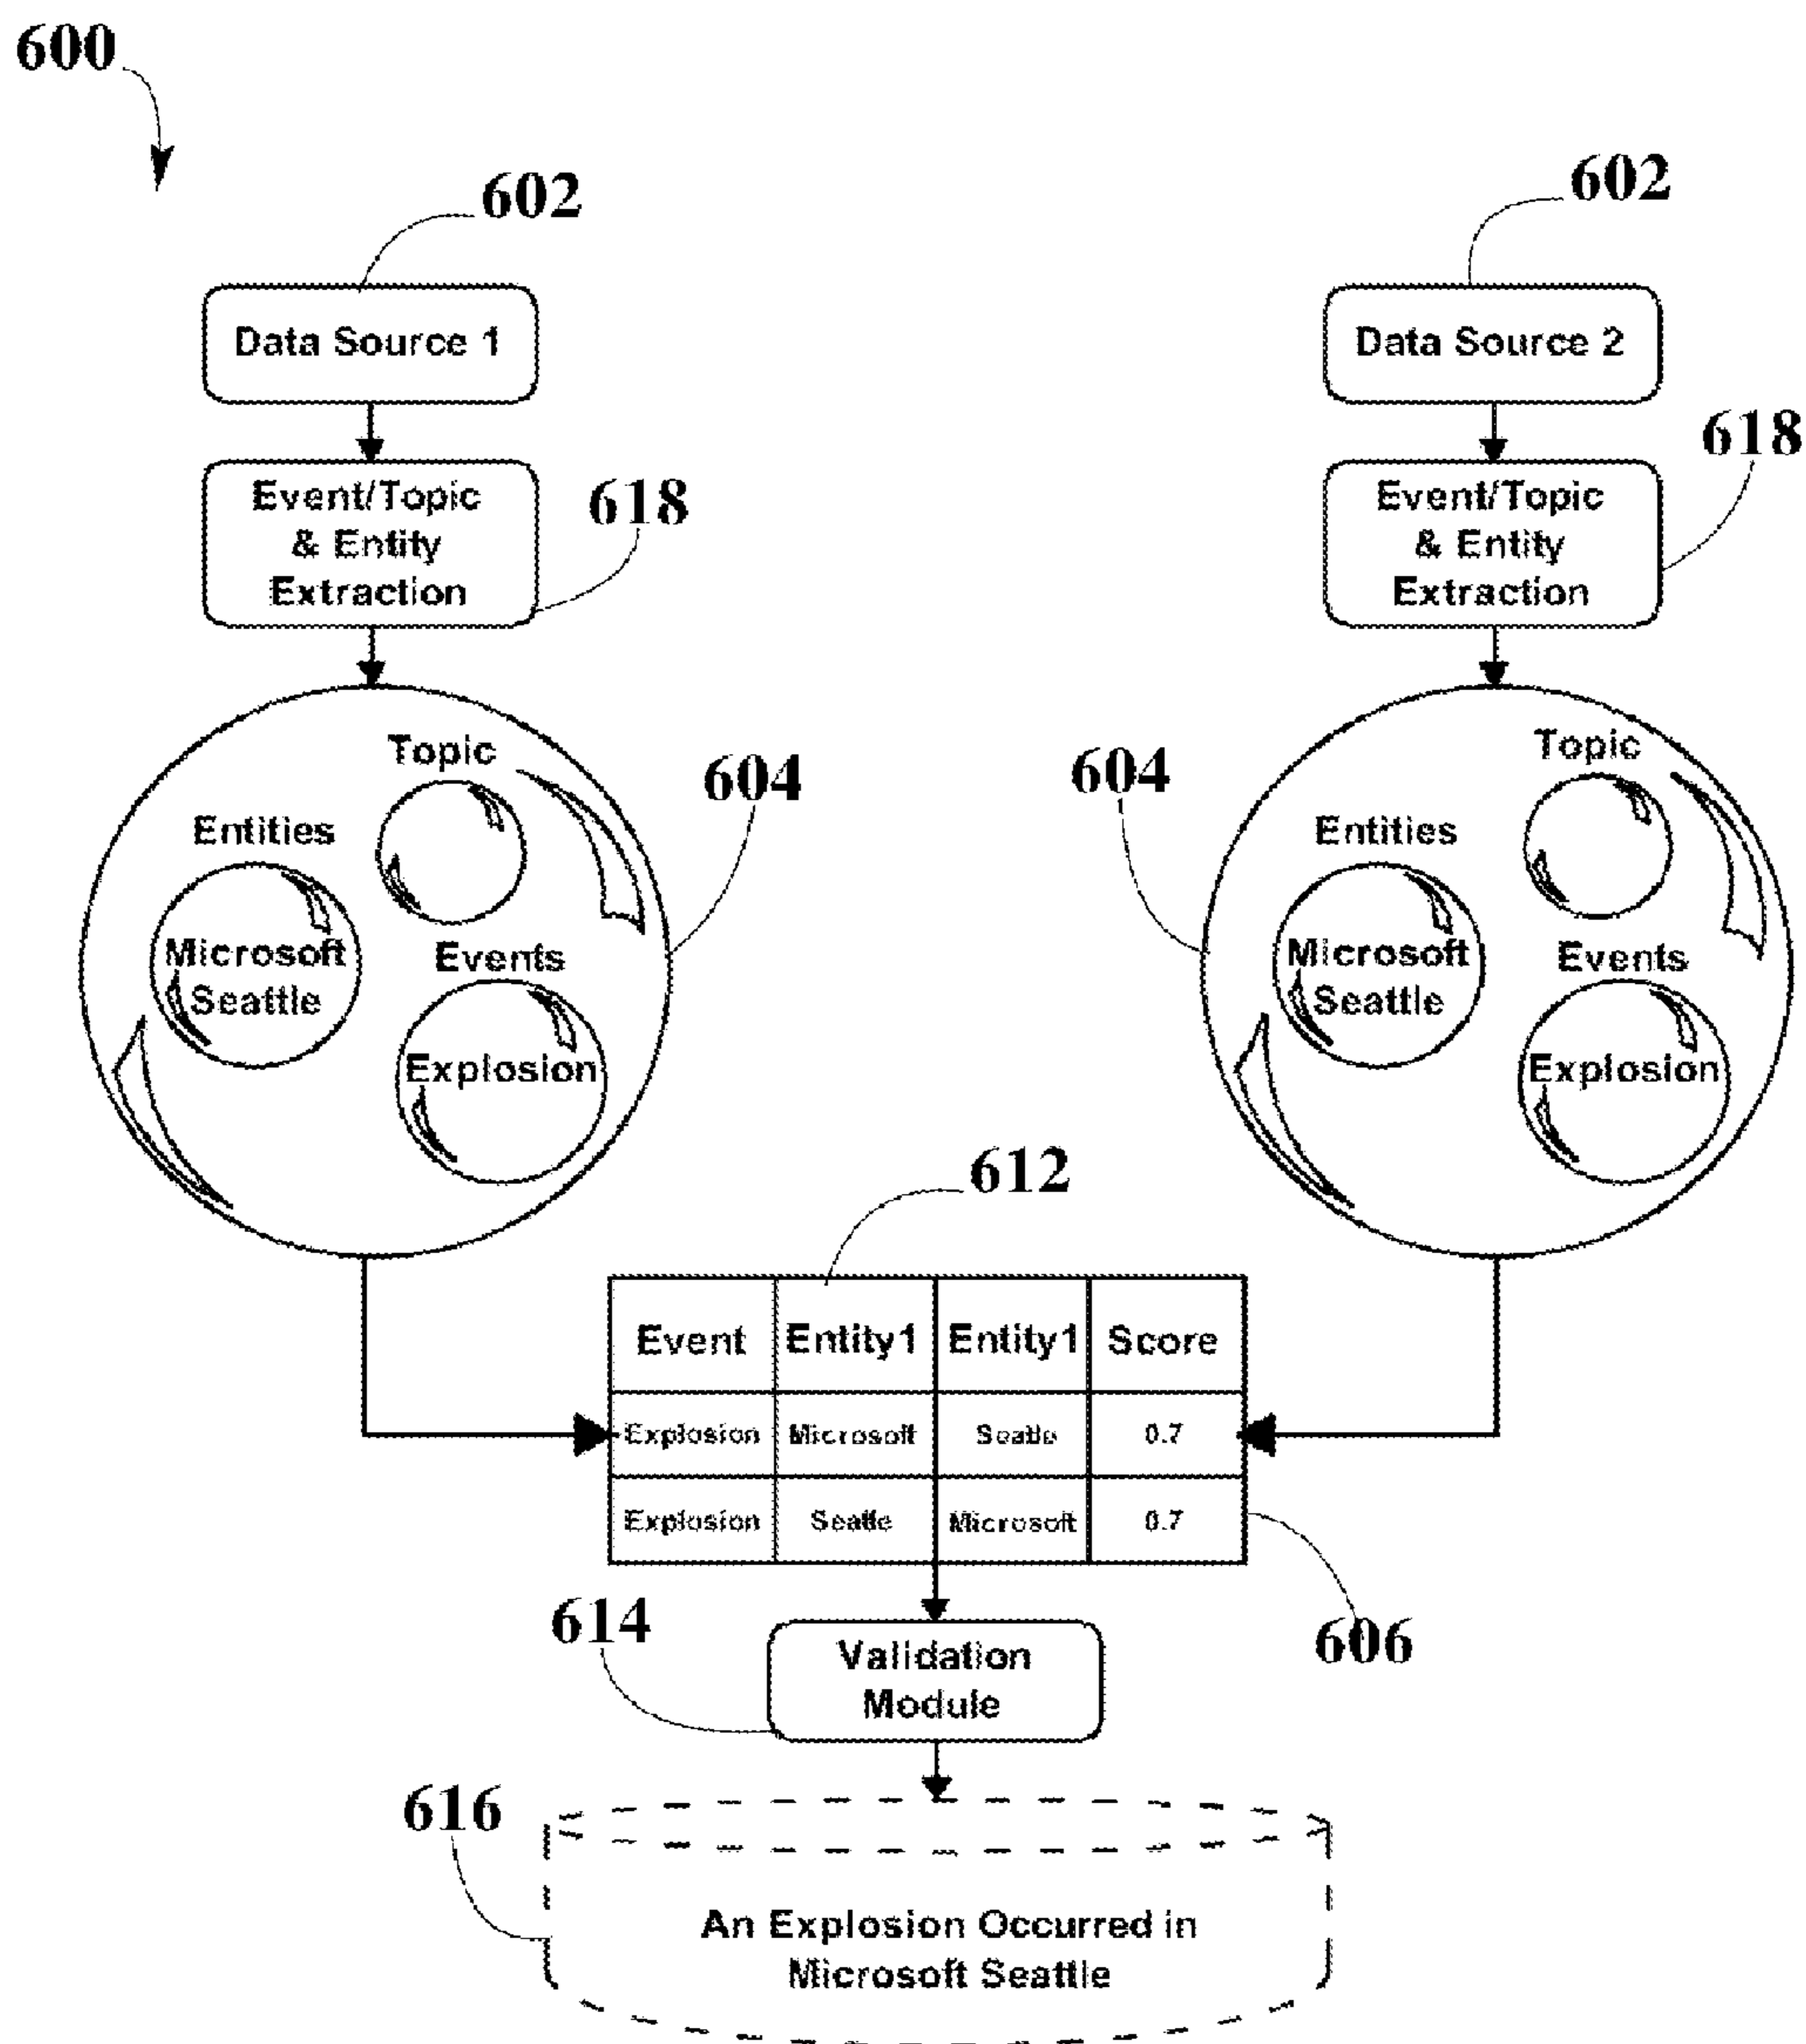 600
602
602
Data Source 1
Data Source 2
618
618
Event/Topic
& Entity
Extraction
Event/Topic
& Entity
Extraction
Topic
604
Entities
Microsoft
Seattle
Events
Explosion
Topic
604
Entities
Microsoft
Seattle
Events
Explosion
612
Event Entity1 Entity1 Score
Explosion Microsoft Seattle 0.7
Explosion Seattle Microsoft 0.7
606
614
Validation
Module
616
An Explosion Occurred in
Microsoft Seattle